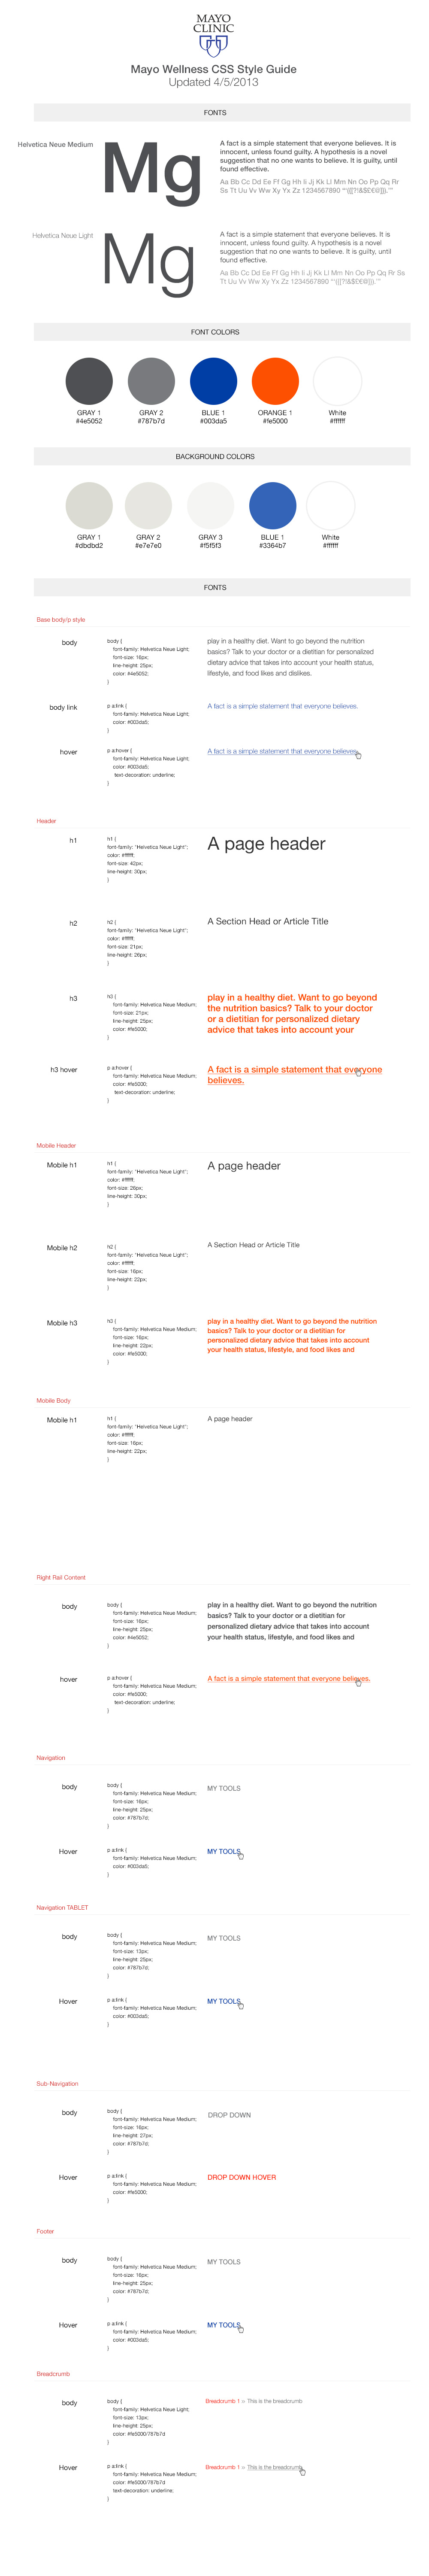 MAYO
CLINIC
Mayo Wellness CSS Style Guide
Updated 4/5/2013
FONTS
Helvetica Neue Medium
Mg
A fact is a simple statement that everyone believes. It is
innocent, unless found guilty. A hypothesis is a novel
suggestion that no one wants to believe. It is guilty, until
found effective.
Aa Bb Cc Dd Ee Ff Gg Hh Ii Jj Kk Ll Mm Nn Oo Pp Qq Rr
Ss Tt Uu Vv Ww Xy Yx Zz 1234567890
Helvetica Neue Light
Mg
A fact is a simple statement that everyone believes. It is
innocent, unless found guilty. A hypothesis is a novel
suggestion that no one wants to believe. It is guilty, until
found effective.
Aa Bb Cc Dd Ee Ff Gg Hh Ii Jj Kk Ll Mm Nn Oo Pp Qq Rr Ss
Tt Uu Vv Ww Xy Yx Zz 1234567890
FONT COLORS
GRAY 1
#4e5052
GRAY 2
#787b7d
BLUE 1
#003da5
ORANGE 1
#fe5000
White
#ffffff
BACKGROUND COLORS
GRAY 1
#dbdbd2
GRAY 2
#e7e7e0
GRAY 3
#f5f5f3
BLUE 1
#3364b7
White
#ffffff
FONTS
Base body/p style
body
body {
font-family: Helvetica Neue Light;
font-size: 16px;
line-height: 25px;
color: #44e5052;
}
play in a healthy diet. Want to go beyond the nutrition
basics? Talk to your doctor or a dietitian for personalized
dietary advice that takes into account your health status,
lifestyle, and food likes and dislikes.
body link
p a:link {
font-family: Helvetica Neue Light;
color: #003da5;
}
A fact is a simple statement that everyone believes.
hover
p a:hover {
font-family: Helvetica Neue Light;
color: #003da5;
text-decoration: underline;
}
A fact is a simple statement that everyone believes.
Header
h1
h1 {
font-family: "Helvetica Neue Light";
color: #ffffff;
font-size: 42px;
line-height: 30px;
}
A page header
h2
h2 {
font-family: "Helvetica Neue Light";
color: #ffffff;
font-size: 21px;
line-height: 26px;
}
A Section Head or Article Title
h3
h3 {
font-family: Helvetica Neue Medium;
font-size: 21px;
line-height: 25px;
color: #fe5000;
}
play in a healthy diet. Want to go beyond
the nutrition basics? Talk to your doctor
or a dietitian for personalized dietary
advice that takes into account your
h3 hover
p a:hover {
font-family: Helvetica Neue Medium;
color: #fe5000;
text-decoration: underline;
}
A fact is a simple statement that everyone
believes.
Mobile Header
Mobile h1
h1 {
font-family: "Helvetica Neue Light";
color: #ffffff;
font-size: 26px;
line-height: 30px;
}
A page header
Mobile h2
h2 {
font-family: "Helvetica Neue Light";
color: #ffffff;
font-size: 16px;
line-height: 22px;
}
A Section Head or Article Title
Mobile h3
h3 {
font-family: Helvetica Neue Medium;
font-size: 16px;
line-height: 22px;
color: #fe5000;
}
play in a healthy diet. Want to go beyond the nutrition
basics? Talk to your doctor or a dietitian for
personalized dietary advice that takes into account
your health status, lifestyle, and food likes and
Mobile Body
Mobile h1
h1 {
font-family: "Helvetica Neue Light";
color: #ffffff;
font-size: 16px;
line-height: 22px;
}
A page header
Right Rail Content
body
body {
font-family: Helvetica Neue Medium;
font-size: 16px;
line-height: 25px;
color: #4e5052;
}
play in a healthy diet. Want to go beyond the nutrition
basics? Talk to your doctor or a dietitian for
personalized dietary advice that takes into account
your health status, lifestyle, and food likes and
hover
p a:hover {
font-family: Helvetica Neue Medium;
color: #fe5000;
text-decoration: underline;
}
A fact is a simple statement that everyone believes.
Navigation
body
body {
font-family: Helvetica Neue Medium;
font-size: 16px;
line-height: 25px;
color: #787b7d;
}
MY TOOLS
Hover
p a:link {
font-family: Helvetica Neue Medium;
color: #003da5;
}
MY TOOLS
Navigation TABLET
body
body {
font-family: Helvetica Neue Medium;
font-size: 13px;
line-height: 25px;
color: #787b7d;
}
MY TOOLS
Hover
p a:link {
font-family: Helvetica Neue Medium;
color: #003da5;
}
MY TOOLS
Sub-Navigation
body
body {
font-family: Helvetica Neue Medium;
font-size: 16px;
line-height: 27px;
color: #787b7d;
}
DROP DOWN
Hover
p a:link {
font-family: Helvetica Neue Medium;
color: #fe5000;
}
DROP DOWN HOVER
Footer
body
body {
font-family: Helvetica Neue Medium;
font-size: 16px;
line-height: 25px;
color: #787b7d;
}
MY TOOLS
Hover
p a:link {
font-family: Helvetica Neue Medium;
color: #003da5;
}
MY TOOLS
Breadcrumb
body
body {
font-family: Helvetica Neue Light;
font-size: 13px;
line-height: 25px;
color: #fe5000/787b7d
}
Breadcrumb 1 » This is the breadcrumb
Hover
p a:link {
font-family: Helvetica Neue Medium;
color: #fe5000/787b7d
text-decoration: underline;
}
Breadcrumb 1 » This is the breadcrumb